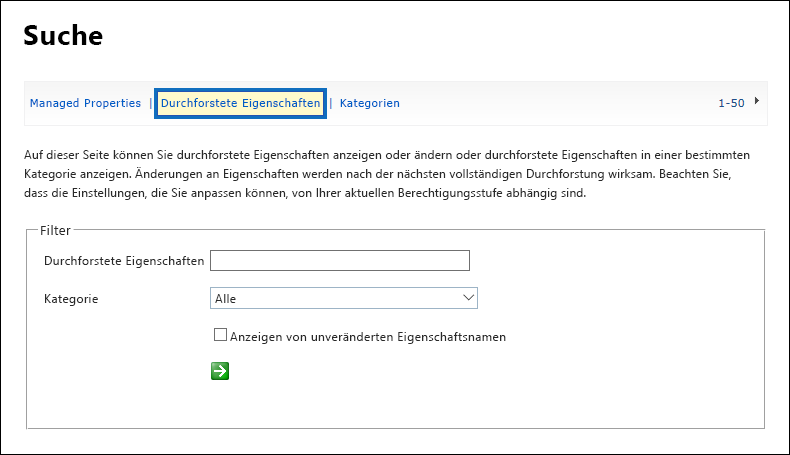 Suche
Managed Properties | Durchforstete Eigenschaften | Kategorien 1-50
Auf dieser Seite können Sie durchforstete Eigenschaften anzeigen oder ändern oder durchforstete Eigenschaften in einer bestimmten
Kategorie anzeigen. Änderungen an Eigenschaften werden nach der nächsten vollständigen Durchforstung wirksam. Beachten Sie,
dass die Einstellungen, die Sie anpassen können, von Ihrer aktuellen Berechtigungsstufe abhängig sind.
Filter
Durchforstete Eigenschaften
Kategorie Alle
Anzeigen von unveränderten Eigenschaftsnamen